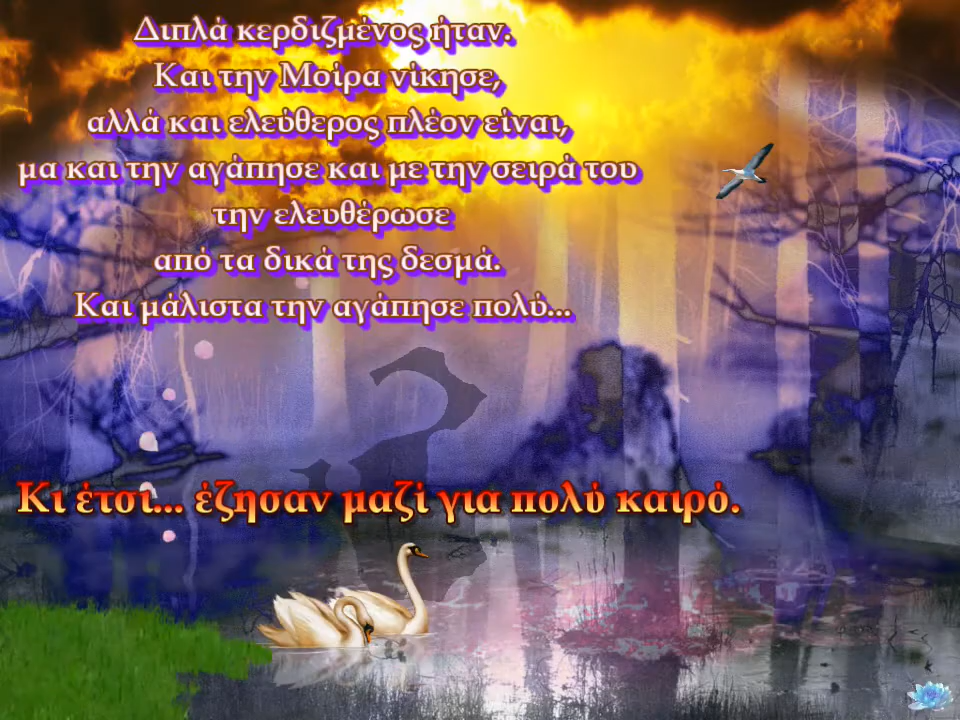 Διπλά κερδιζμένος ήταν.
Και την Μοίρα νίκησε,
αλλά και ελεύθερος πλέον είναι,
μα και την αγάπησε και με την σειρά του
την ελευθέρωσε
από τα δικά της δεσμά.
Και μάλιστα την αγάπησε πολύ...
Κι έτσι... έζησαν μαζί για πολύ καιρό.